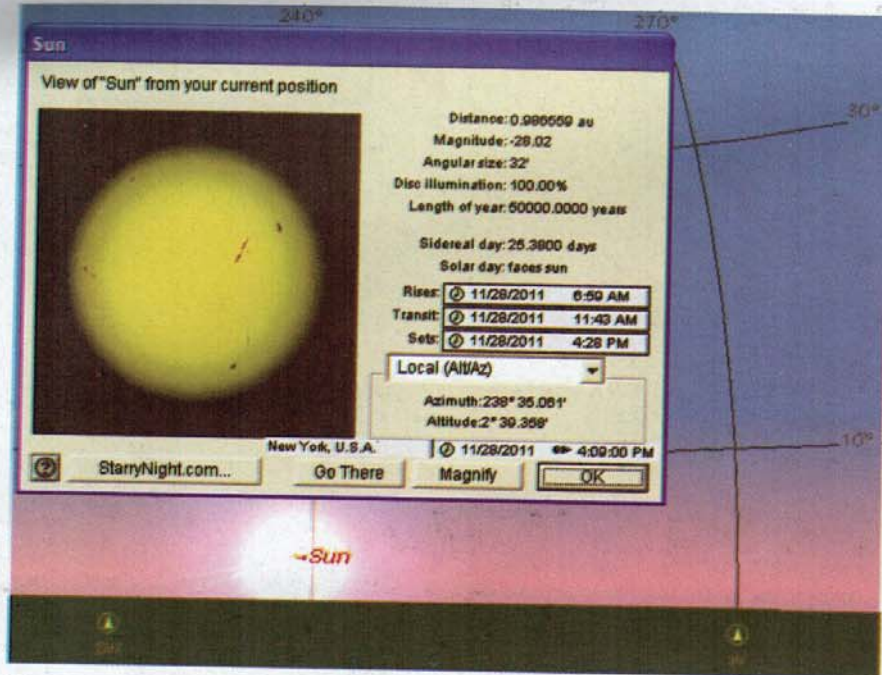 240°
270°
Sun
View of "Sun" from your current position
30°
Distance: 0.986559 au
Magnitude: -26.02
Angular size: 32'
Disc illumination: 100.00%
Length of year: 50000.0000 years
Sidereal day: 25.3800 days
Solar day: faces sun
Rises: 11/28/2011 6:59 AM
Transit: 11/28/2011 11:43 AM
Sets: 11/28/2011 4:28 PM
Local (Alt/Az)
Azimuth: 238° 35.061'
Altitude: 2° 39.358'
New York, U.S.A. 11/28/2011 4:09:00 PM
10°
? StarryNight.com... Go There Magnify OK
Sun
SW
W